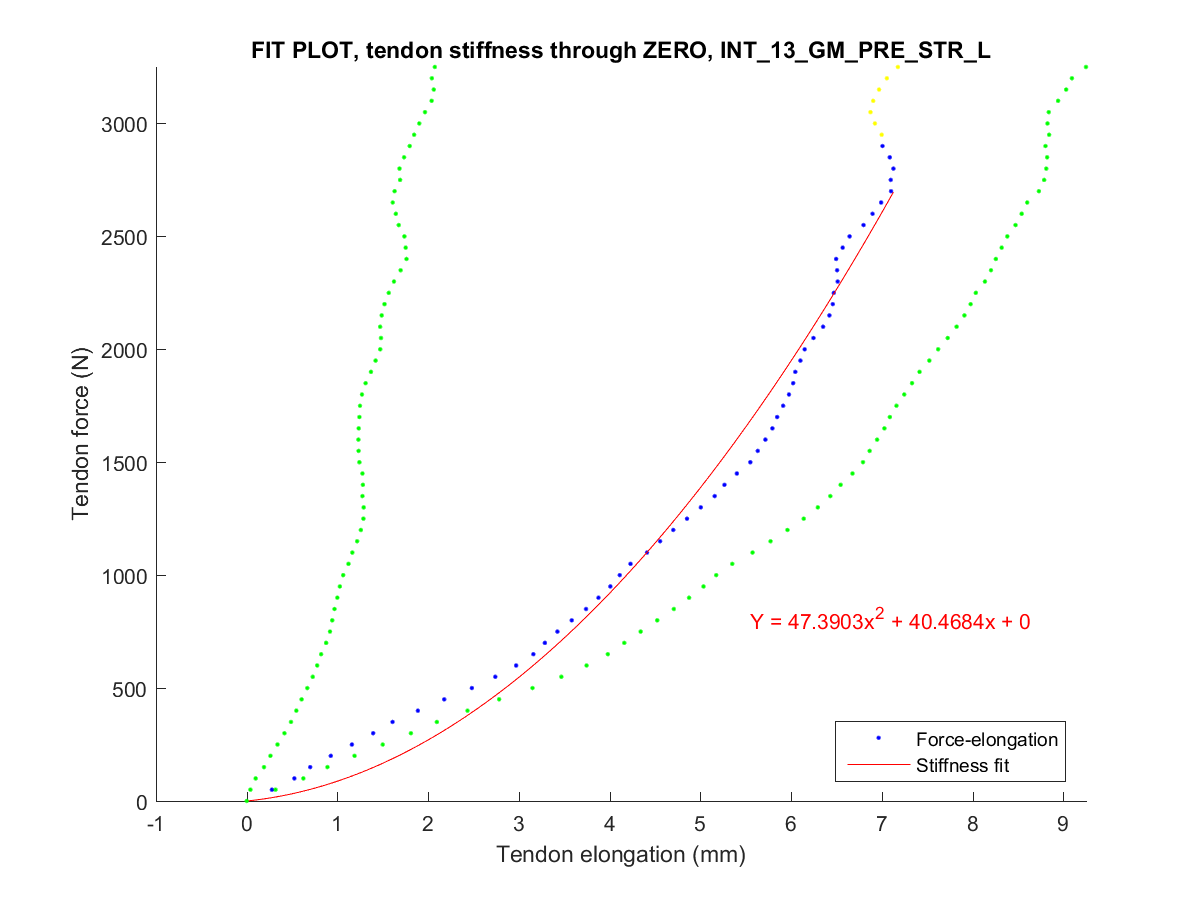 FIT PLOT, tendon stiffness through ZERO, INT_13_GM_PRE_STR_L
Tendon force (N)
3000
2500
2000
1500
1000
500
0
Y = 47.3903x² + 40.4684x + 0
Force-elongation
Stiffness fit
-1 0 1 2 3 4 5 6 7 8 9
Tendon elongation (mm)